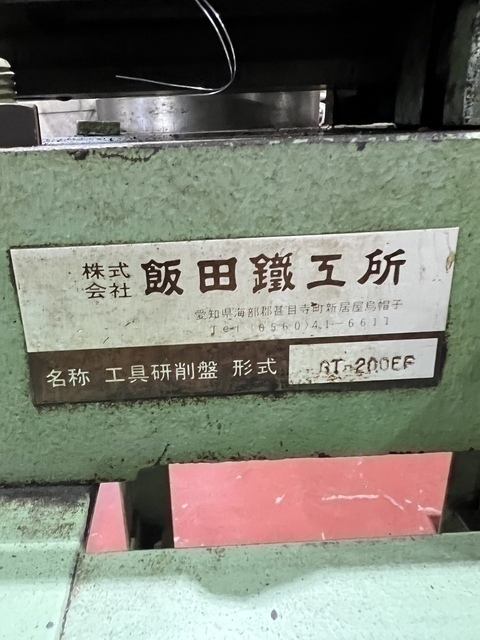 株式会社 飯田鐵工所
愛知県海部郡甚目寺町新居屋烏帽子
Tel (0560)41-6611
名称 工具研削盤 形式 AT-200EF